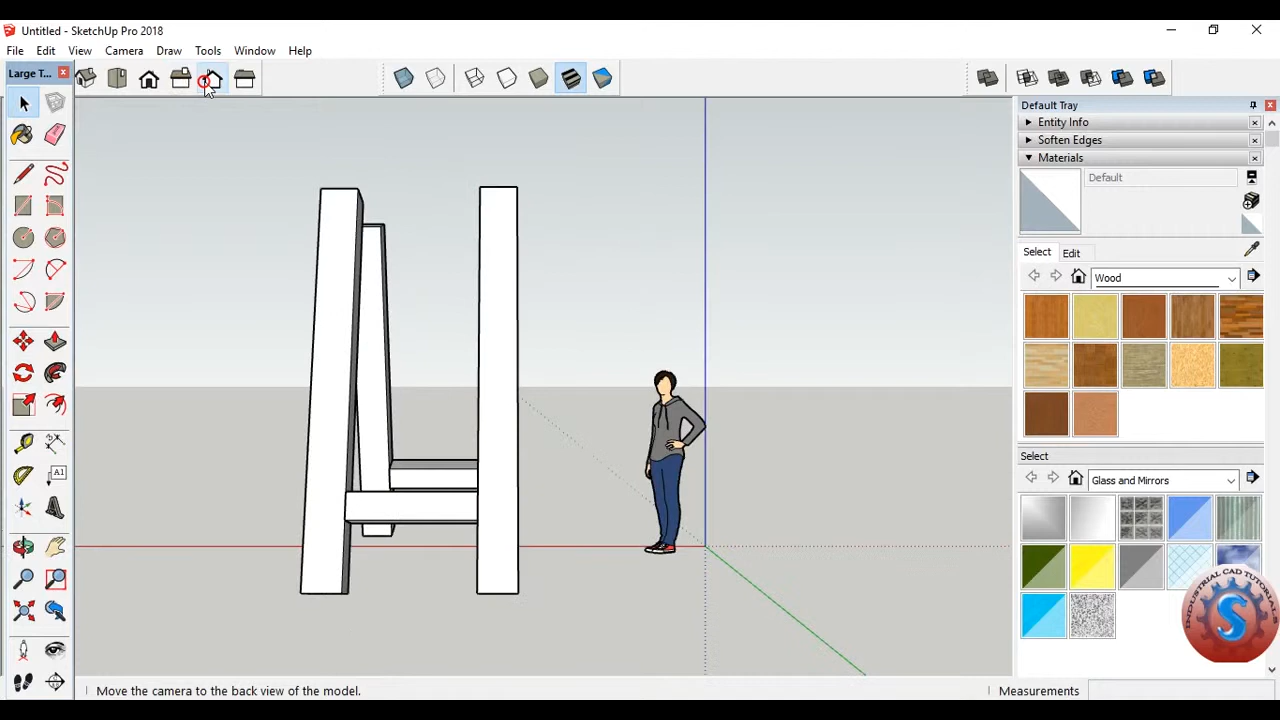 Untitled - SketchUp Pro 2018
File Edit View Camera Draw Tools Window Help
Large T...
Default Tray
Entity Info
Soften Edges
Materials
Default
Select Edit
Wood
Select
Glass and Mirrors
A1
INDUSTRIAL CAD TUTORIALS
S
Move the camera to the back view of the model.
Measurements